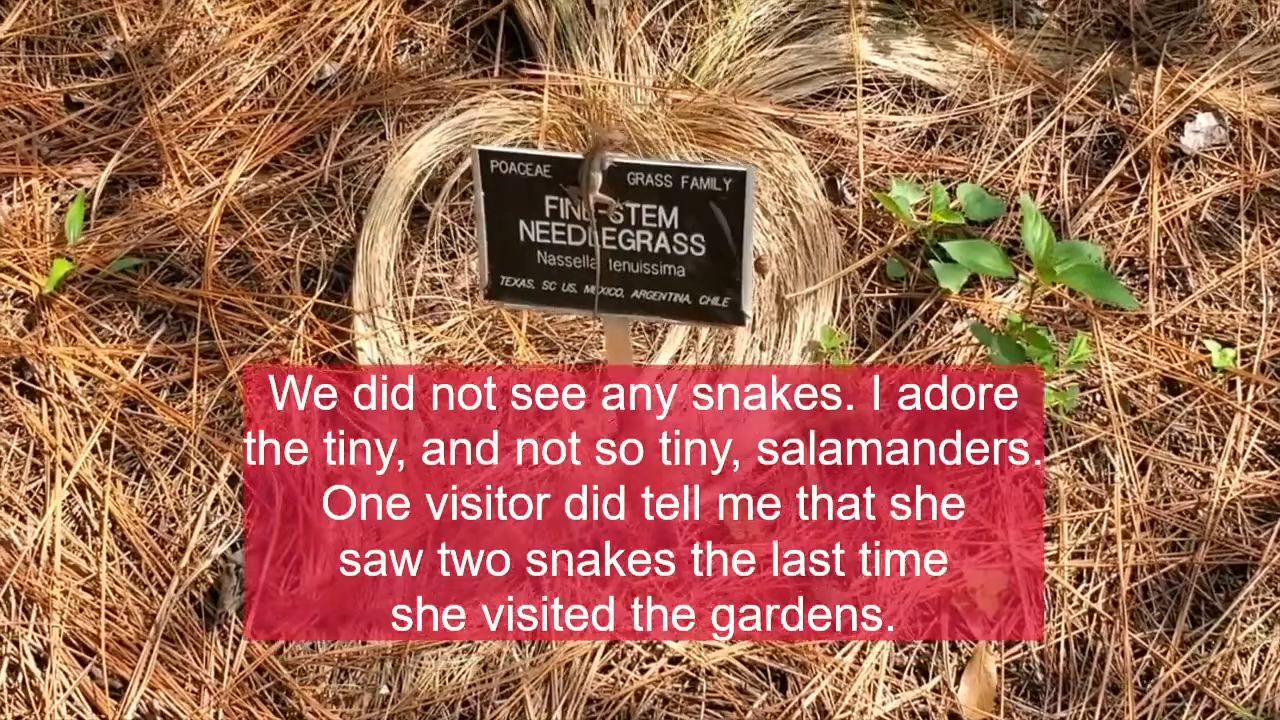 POACEAE GRASS FAMILY
FINE-STEM
NEEDLEGRASS
Nassella tenuissima
TEXAS, SC US, MEXICO, ARGENTINA, CHILE
We did not see any snakes. I adore
the tiny, and not so tiny, salamanders.
One visitor did tell me that she
saw two snakes the last time
she visited the gardens.